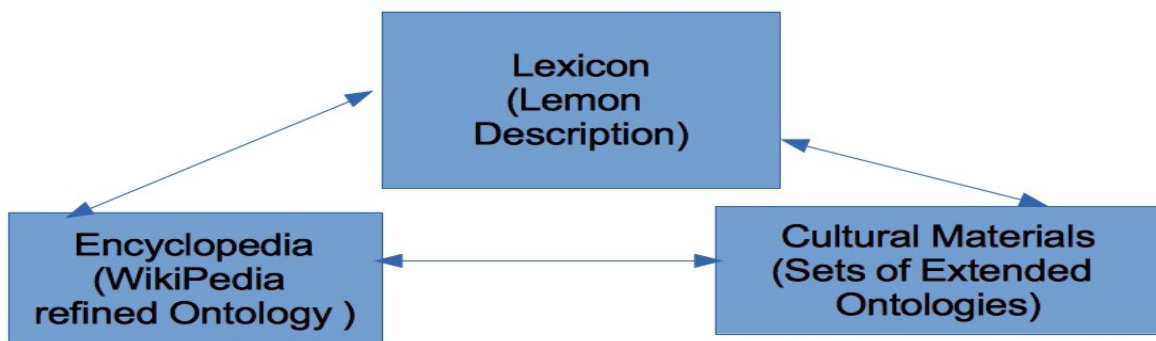 Lexicon
(Lemon
Description)
Encyclopedia
(WikiPedia
refined Ontology )
Cultural Materials
(Sets of Extended
Ontologies)